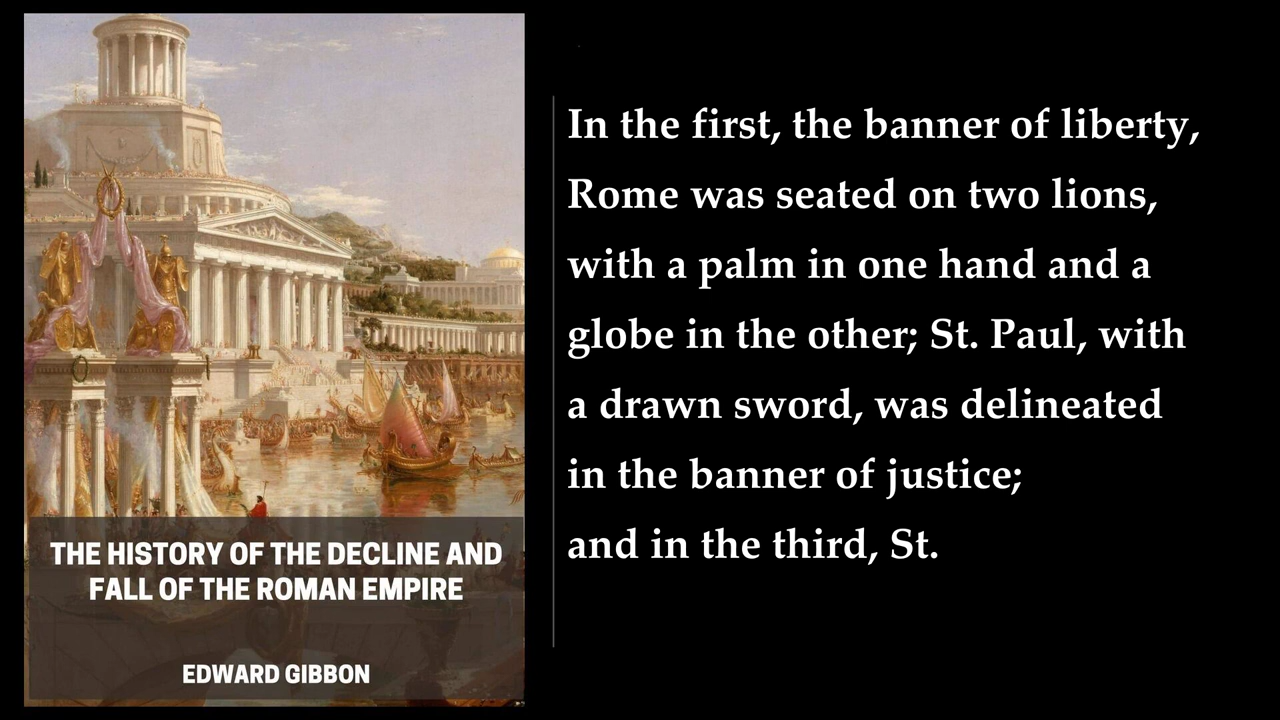 THE HISTORY OF THE DECLINE AND
FALL OF THE ROMAN EMPIRE
EDWARD GIBBON
In the first, the banner of liberty,
Rome was seated on two lions,
with a palm in one hand and a
globe in the other; St. Paul, with
a drawn sword, was delineated
in the banner of justice;
and in the third, St.